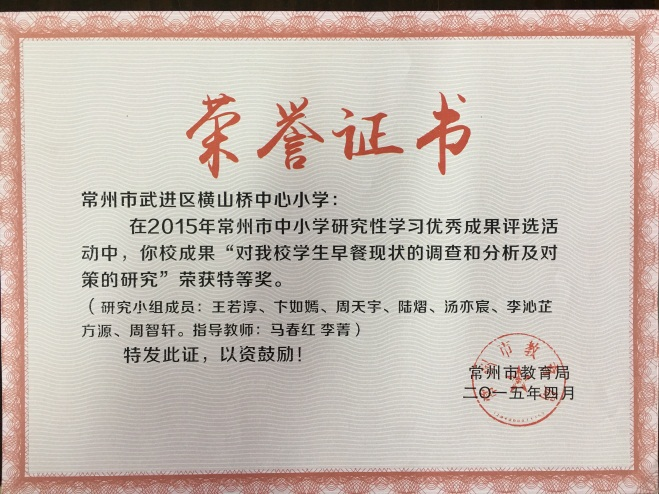 荣誉证书
常州市武进区横山桥中心小学：
在2015年常州市中小学研究性学习优秀成果评选活
动中，你校成果“对我校学生早餐现状的调查和分析及对
策的研究”荣获特等奖。
（研究小组成员：王若淳、卞如嫣、周天宇、陆熠、汤亦宸、李沁芷
方源、周智轩。指导教师：马春红 李菁）
特发此证，以资鼓励！
常州市教育局
二〇一五年四月